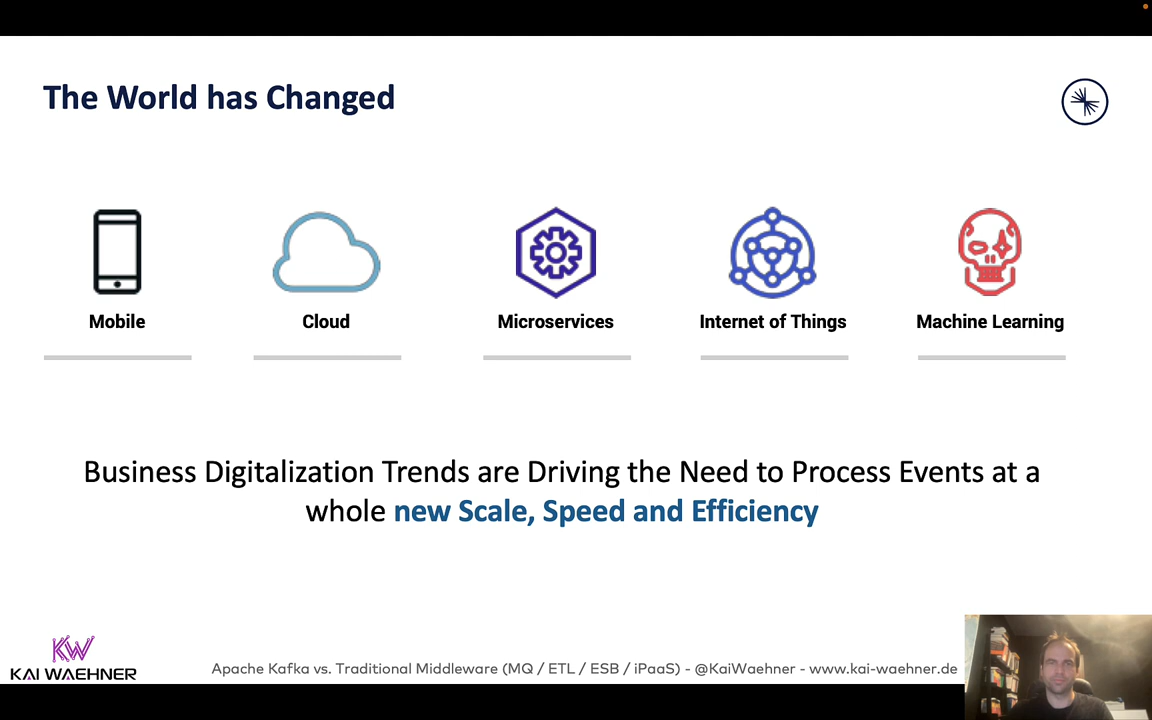 The World has Changed
Mobile
Cloud
Microservices
Internet of Things
Machine Learning
Business Digitalization Trends are Driving the Need to Process Events at a
whole new Scale, Speed and Efficiency
KW
KAI WAEHNER
Apache Kafka vs. Traditional Middleware (MQ / ETL / ESB / iPaaS) - @KaiWaehner - www.kai-waehner.de